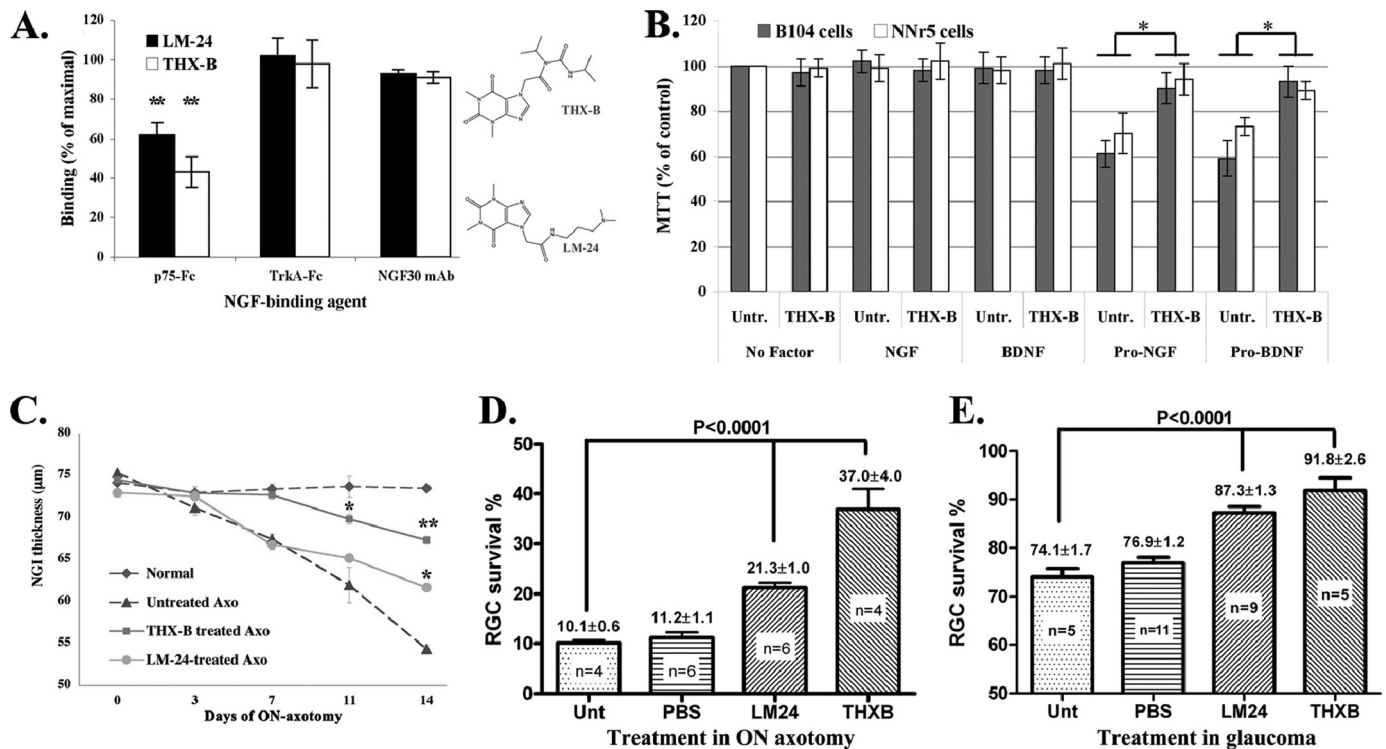 A.
LM-24
THX-B
Binding (% of maximal)
120
100
80
60
40
20
0
**
**
p75-Fc
TrkA-Fc
NGF30 mAb
NGF-binding agent
THX-B
LM-24
B.
B104 cells
NNr5 cells
MTT (% of control)
120
100
80
60
40
20
0
*
*
Untr. THX-B Untr. THX-B Untr. THX-B Untr. THX-B Untr. THX-B
No Factor NGF BDNF Pro-NGF Pro-BDNF
C.
NGI thickness (µm)
80
75
70
65
60
55
50
*
**
*
Normal
Untreated Axo
THX-B treated Axo
LM-24-treated Axo
0 3 7 11 14
Days of ON-axotomy
D.
P<0.0001
RGC survival %
50
40
30
20
10
0
10.1±0.6
11.2±1.1
21.3±1.0
37.0±4.0
n=4
n=6
n=6
n=4
Unt PBS LM24 THXB
Treatment in ON axotomy
E.
P<0.0001
RGC survival %
100
90
80
70
60
50
74.1±1.7
76.9±1.2
87.3±1.3
91.8±2.6
n=5
n=11
n=9
n=5
Unt PBS LM24 THXB
Treatment in glaucoma